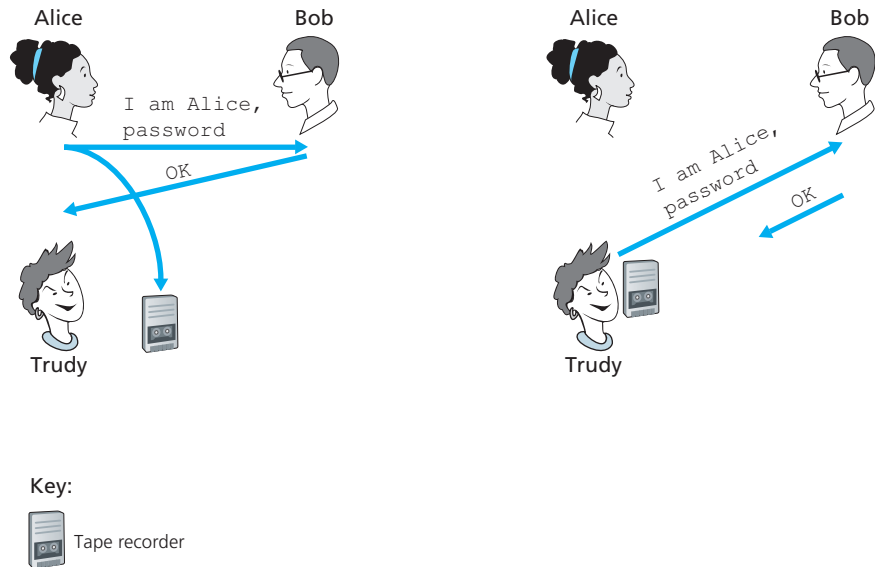 Alice
Bob
I am Alice,
password
OK
Trudy
Alice
Bob
I am Alice,
password
OK
Trudy
Key:
Tape recorder